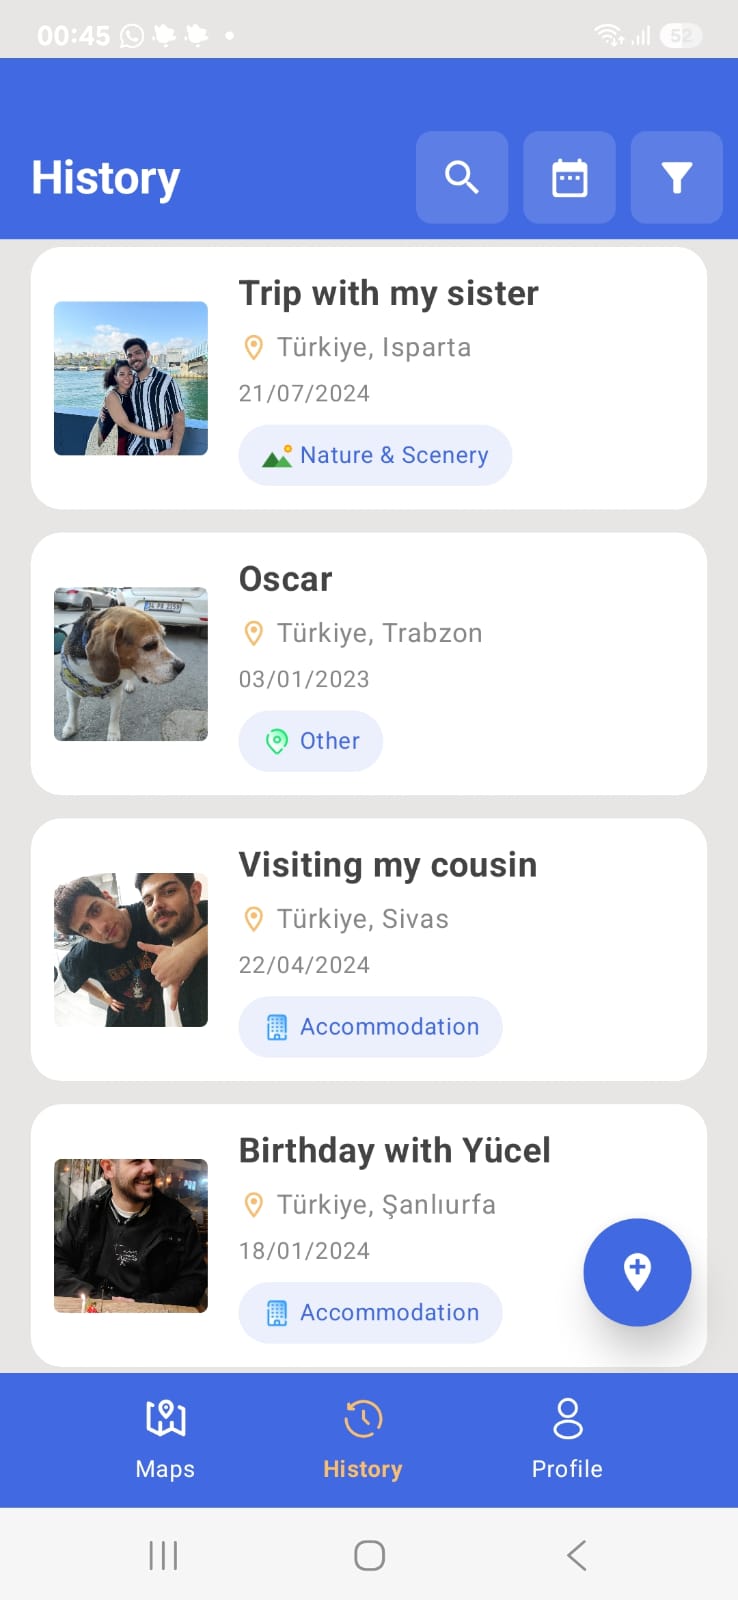 00:45
52
History
Trip with my sister
Türkiye, Isparta
21/07/2024
Nature & Scenery
Oscar
Türkiye, Trabzon
03/01/2023
Other
Visiting my cousin
Türkiye, Sivas
22/04/2024
Accommodation
Birthday with Yücel
Türkiye, Şanlıurfa
18/01/2024
Accommodation
Maps
History
Profile